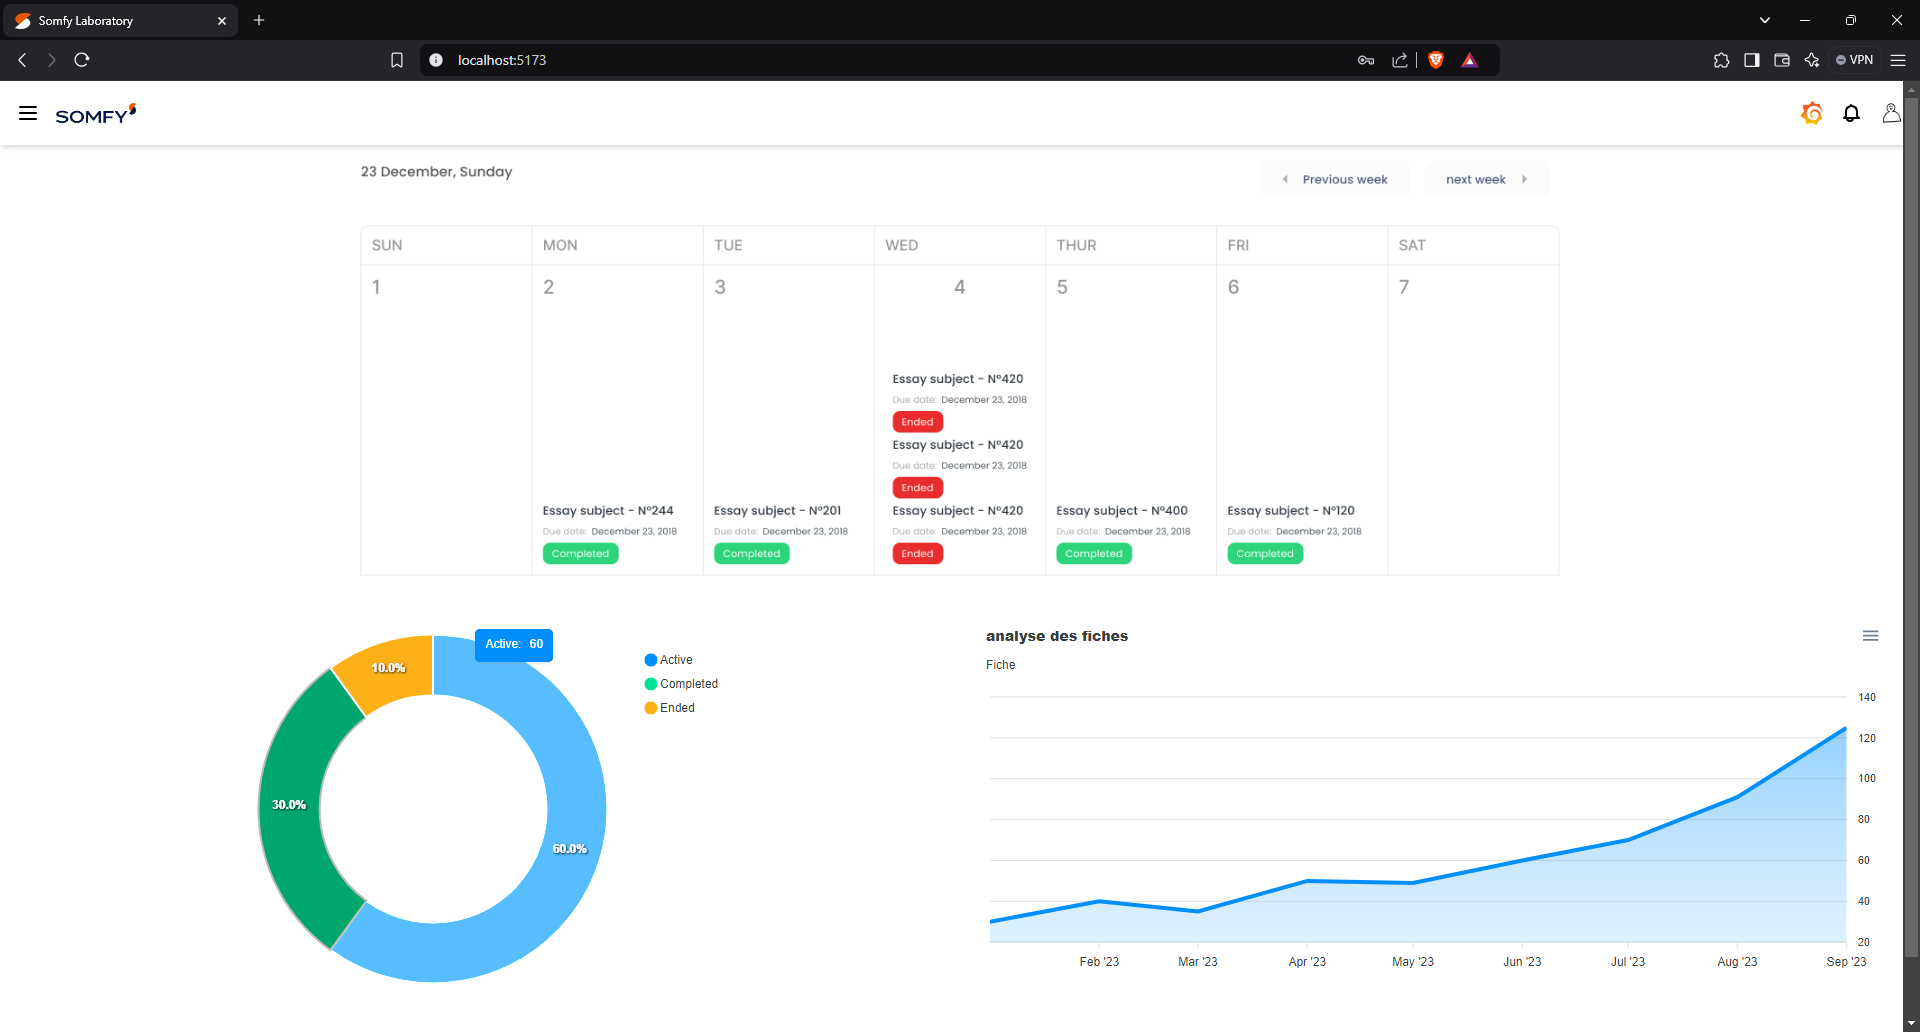 Somfy Laboratory
localhost:5173
VPN
SOMFY
23 December, Sunday
Previous week
next week
SUN MON TUE WED THUR FRI SAT
1 2 3 4 5 6 7
Essay subject - N°420
Due date: December 23, 2018
Ended
Essay subject - N°420
Due date: December 23, 2018
Ended
Essay subject - N°244 Essay subject - N°201 Essay subject - N°420 Essay subject - N°400 Essay subject - N°120
Due date: December 23, 2018 Due date: December 23, 2018 Due date: December 23, 2018 Due date: December 23, 2018 Due date: December 23, 2018
Completed Completed Ended Completed Completed
Active: 60
10.0%
30.0%
60.0%
Active
Completed
Ended
analyse des fiches
Fiche
140
120
100
80
60
40
20
Feb '23 Mar '23 Apr '23 May '23 Jun '23 Jul '23 Aug '23 Sep '23